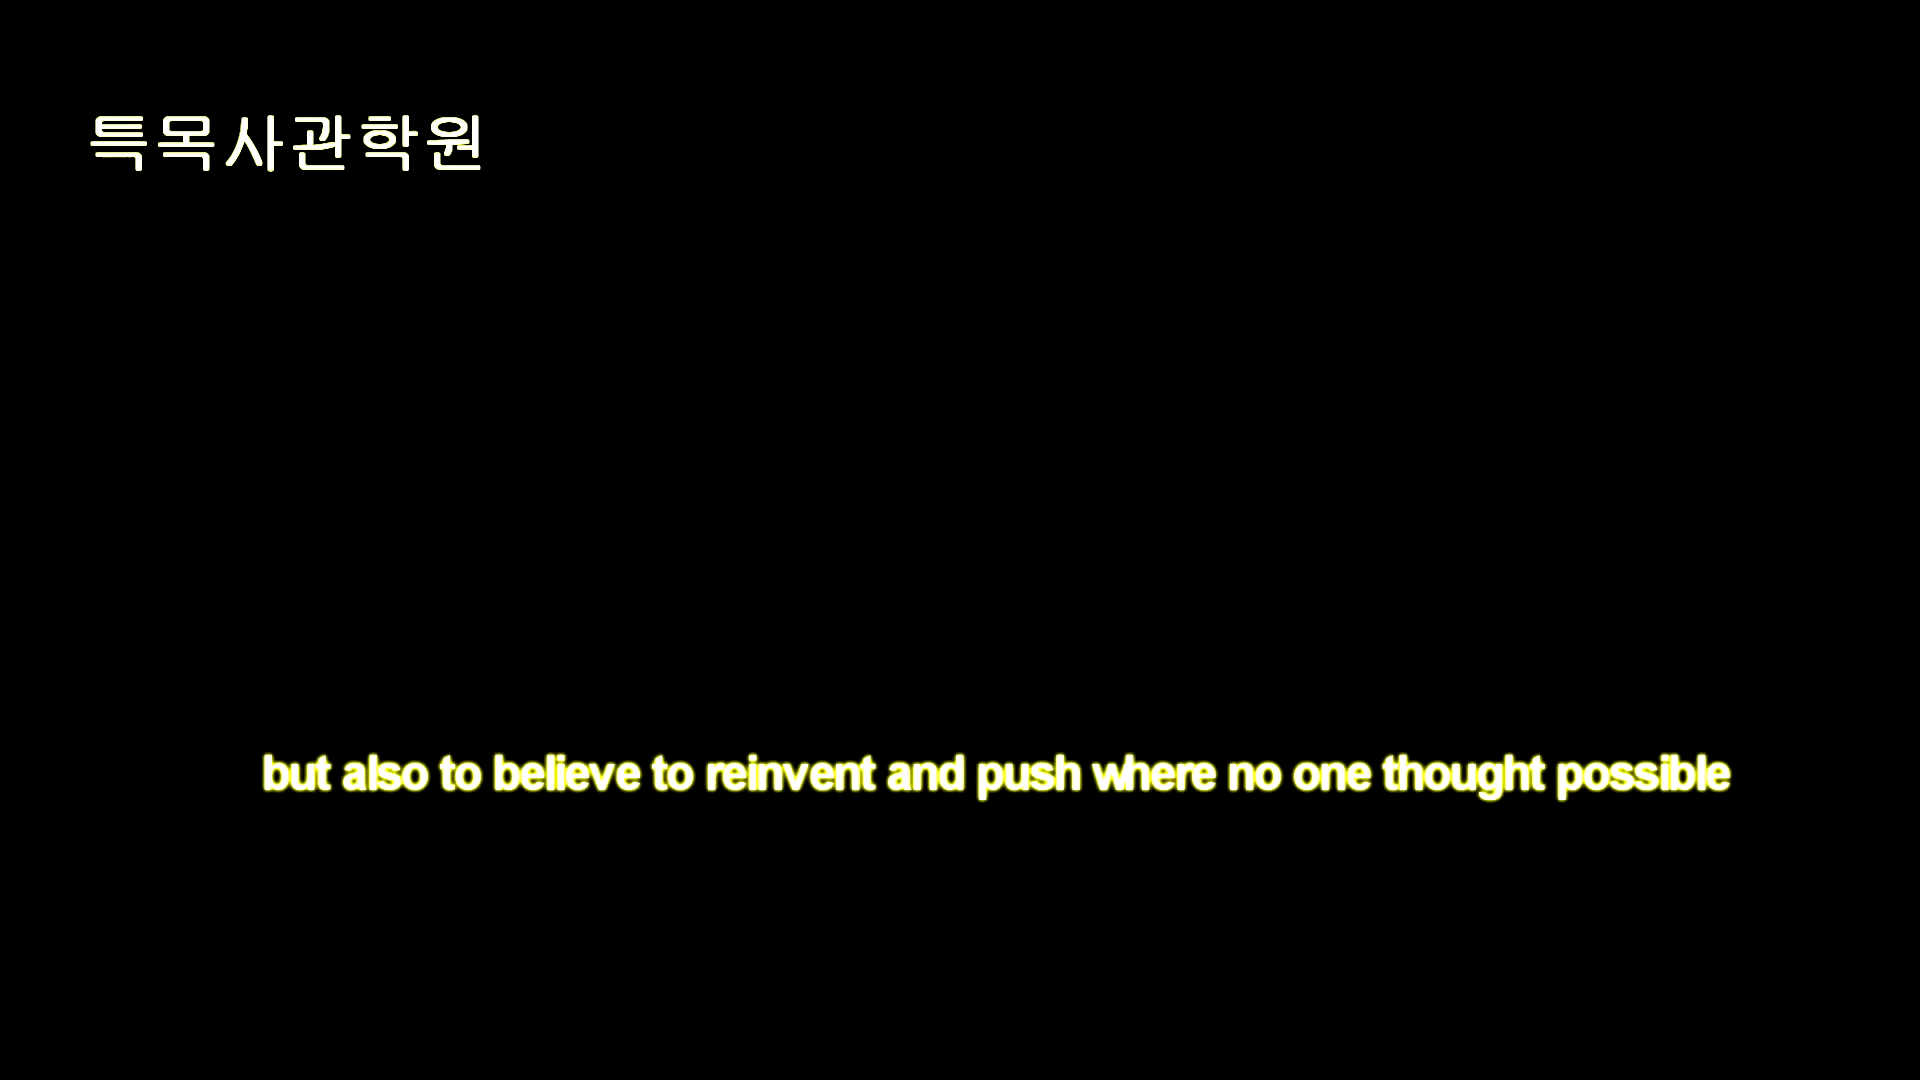 특목사관학원
but also to believe to reinvent and push where no one thought possible